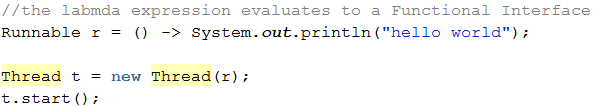 //the labmda expression evaluates to a Functional Interface
Runnable r = () -> System.out.println("hello world");
Thread t = new Thread(r);
t.start();